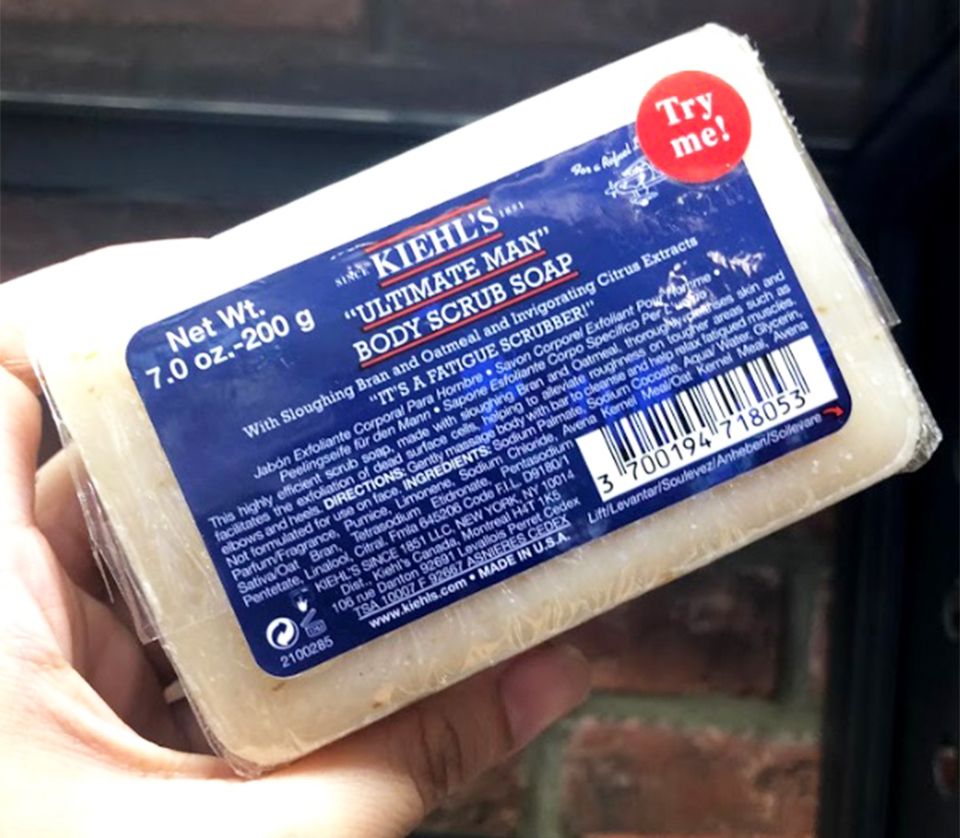 Try
me!
For a Refuel
SINCE KIEHL'S 1851
"ULTIMATE MAN"
BODY SCRUB SOAP
Net Wt.
7.0 oz.-200 g
With Sloughing Bran and Oatmeal and Invigorating Citrus Extracts
"IT'S A FATIGUE SCRUBBER!"
Jabón Exfoliante Corporal Para Hombre • Savon Corporel Exfoliant Pour Homme •
Peelingseife für den Mann • Sapone Esfoliante Corpo Specifico Per L'Uomo
This highly efficient scrub soap, made with sloughing Bran and Oatmeal, thoroughly cleanses skin and
facilitates the exfoliation of dead surface cells, helping to alleviate roughness on tougher areas such as
elbows and heels. DIRECTIONS: Gently massage body with bar to cleanse and help relax fatigued muscles.
Not formulated for use on face. INGREDIENTS: Sodium Palmate, Sodium Cocoate, Aqua/Water, Glycerin,
Parfum/Fragrance, Pumice, Limonene, Sodium Chloride, Avena Kernel Meal/Oat Kernel Meal, Avena
Sativa/Oat Bran, Tetrasodium Etidronate, Pentasodium
Pentetate, Linalool, Citral. Fmla 645206 Code F.I.L. D9180/1
KIEHL'S SINCE 1851 LLC, NEW YORK, NY 10014
Dist. Kiehl's Canada, Montreal H4T 1K5
106 rue Danton 92691 Levallois Perret Cedex
TSA 10007 F 92667 ASNIERES CEDEX
www.kiehls.com • MADE IN U.S.A.
3 700194 718053
Lift/Levantar/Soulevez/Anheben/Sollevare
2100285